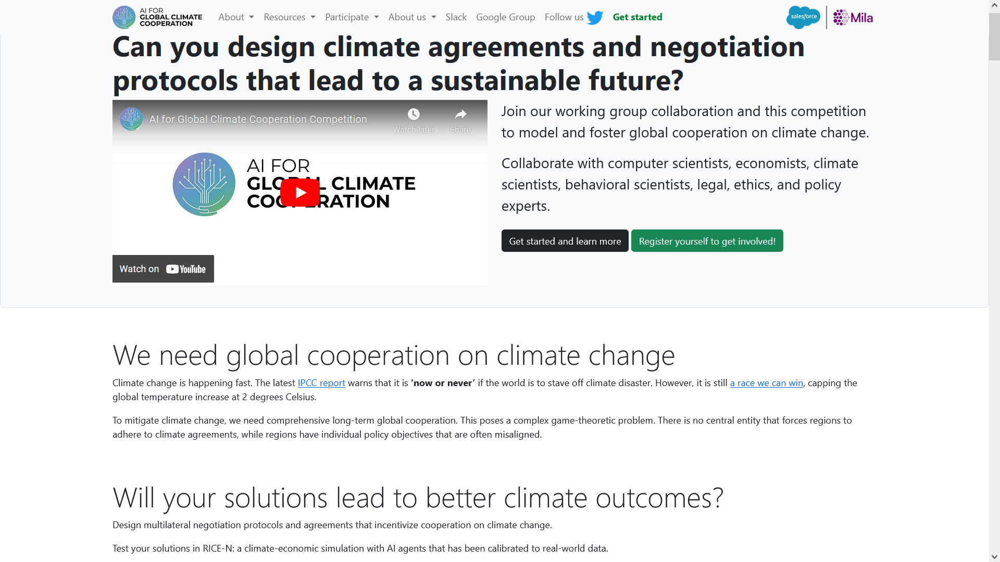 AI FOR
GLOBAL CLIMATE
COOPERATION
About
Resources
Participate
About us
Slack
Google Group
Follow us
Get started
salesforce
Mila
Can you design climate agreements and negotiation
protocols that lead to a sustainable future?
AI for Global Climate Cooperation Competition
Watch later
Share
AI FOR
GLOBAL CLIMATE
COOPERATION
Watch on YouTube
Join our working group collaboration and this competition
to model and foster global cooperation on climate change.
Collaborate with computer scientists, economists, climate
scientists, behavioral scientists, legal, ethics, and policy
experts.
Get started and learn more
Register yourself to get involved!
We need global cooperation on climate change
Climate change is happening fast. The latest IPCC report warns that it is ‘now or never’ if the world is to stave off climate disaster. However, it is still a race we can win, capping the
global temperature increase at 2 degrees Celsius.
To mitigate climate change, we need comprehensive long-term global cooperation. This poses a complex game-theoretic problem. There is no central entity that forces regions to
adhere to climate agreements, while regions have individual policy objectives that are often misaligned.
Will your solutions lead to better climate outcomes?
Design multilateral negotiation protocols and agreements that incentivize cooperation on climate change.
Test your solutions in RICE-N: a climate-economic simulation with AI agents that has been calibrated to real-world data.